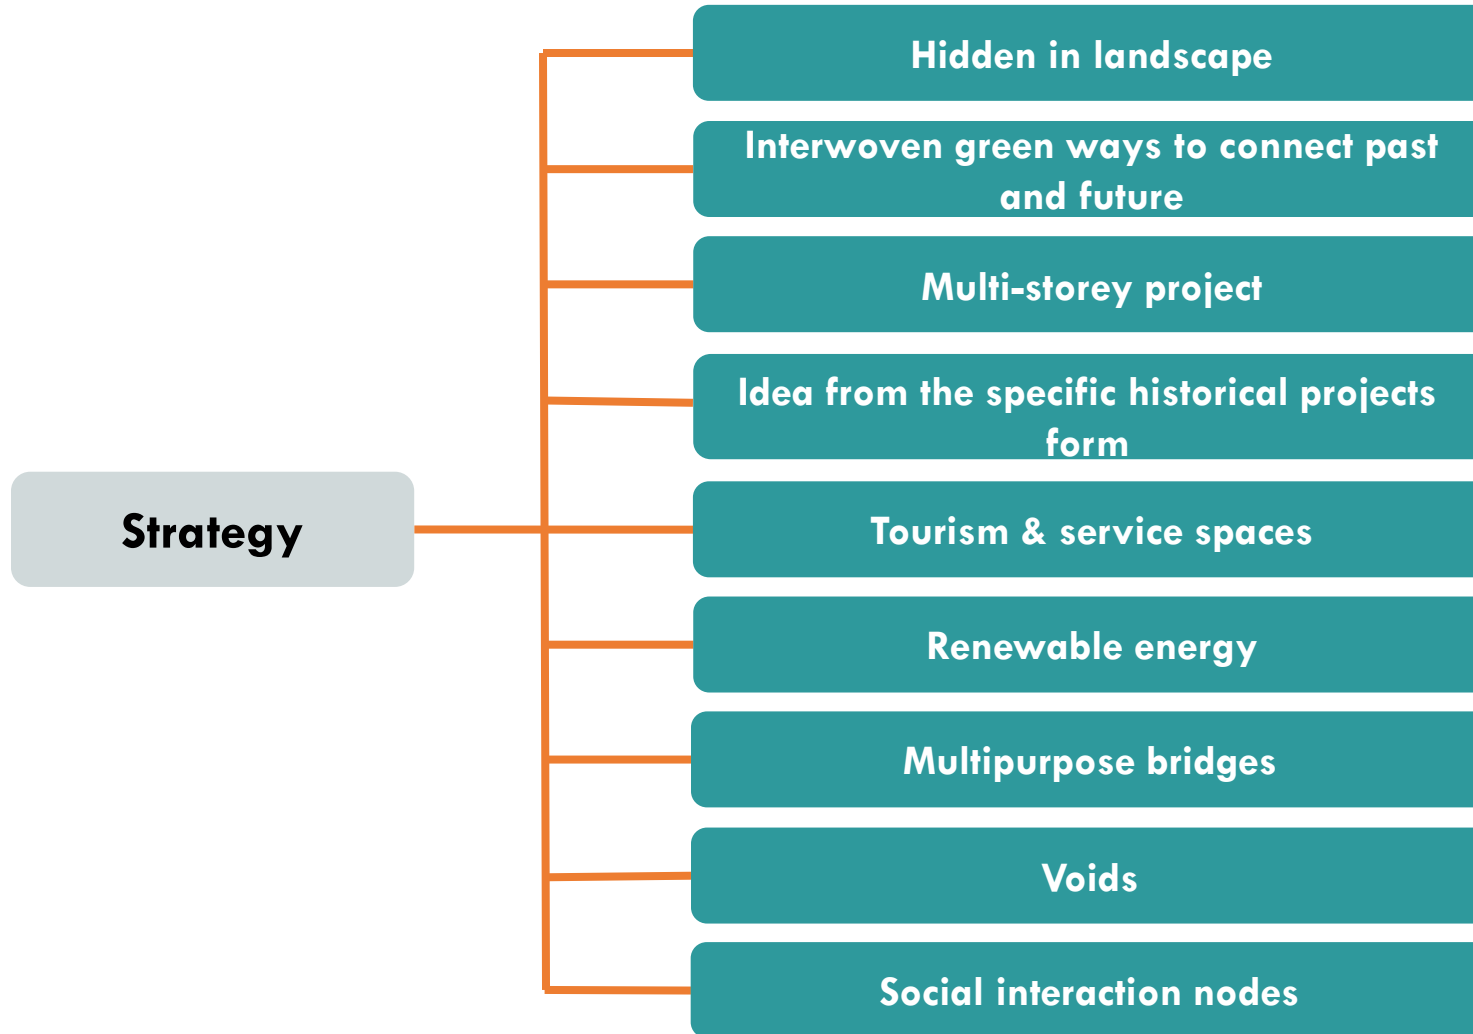 Hidden in landscape
Interwoven green ways to connect past
and future
Multi-storey project
Idea from the specific historical projects
form
Strategy
Tourism & service spaces
Renewable energy
Multipurpose bridges
Voids
Social interaction nodes